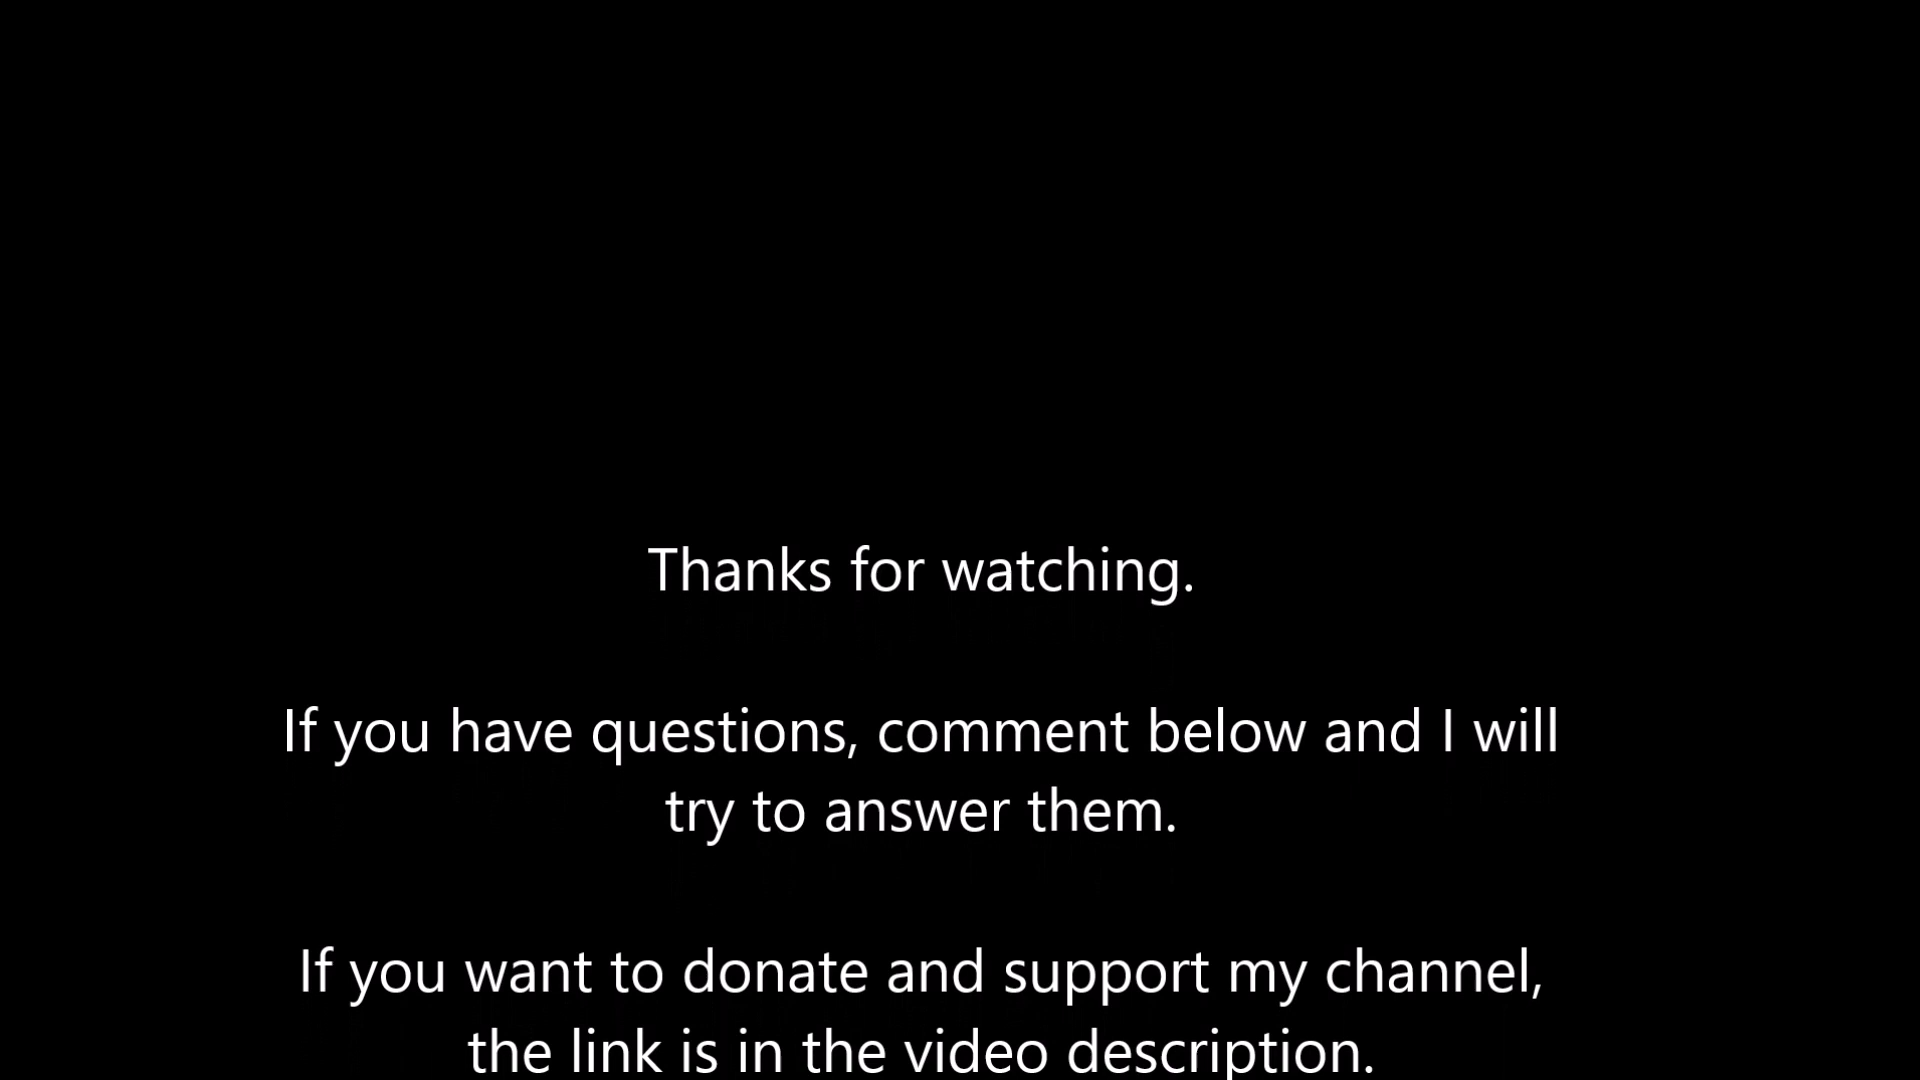 Thanks for watching.
If you have questions, comment below and I will
try to answer them.
If you want to donate and support my channel,
the link is in the video description.